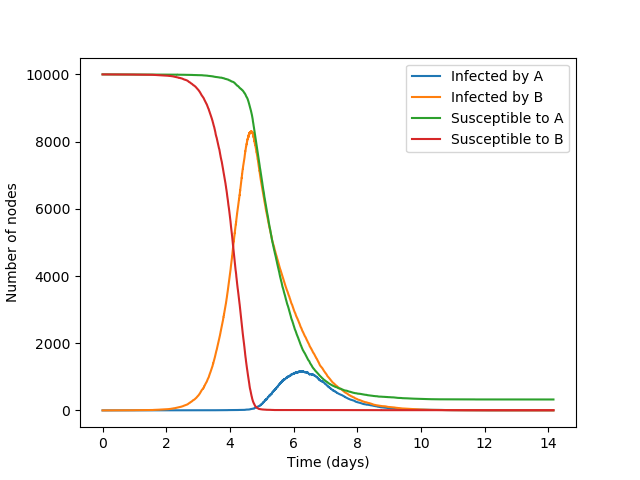 Infected by A
Infected by B
Susceptible to A
Susceptible to B
10000
8000
6000
4000
2000
0
Number of nodes
0 2 4 6 8 10 12 14
Time (days)